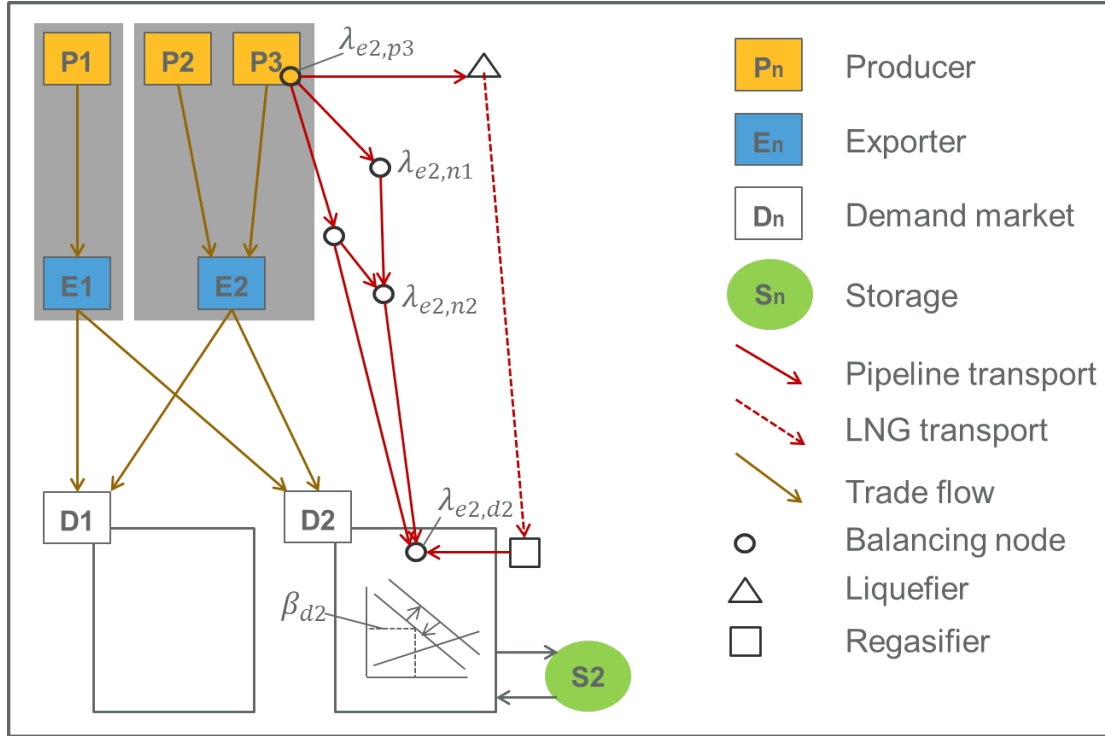 P1
P2
P3
λe2,p3
λe2,n1
E1
E2
λe2,n2
D1
D2
λe2,d2
βd2
S2
Pn
Producer
En
Exporter
Dn
Demand market
Sn
Storage
Pipeline transport
LNG transport
Trade flow
Balancing node
Liquefier
Regasifier